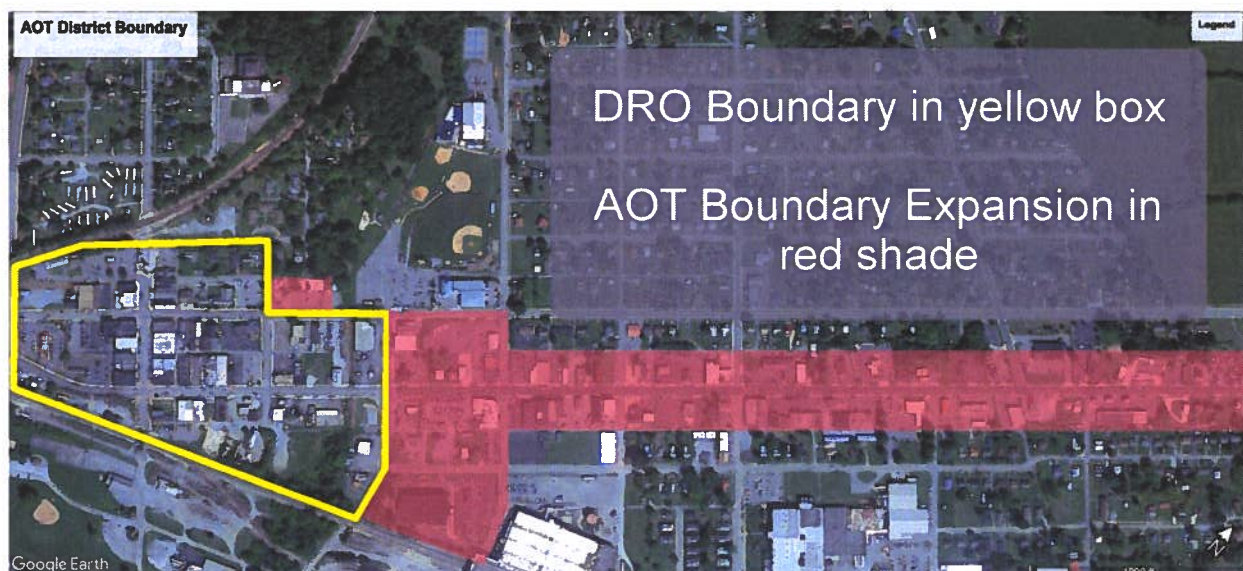 AOT District Boundary
Legend
DRO Boundary in yellow box
AOT Boundary Expansion in
red shade
Google Earth
N